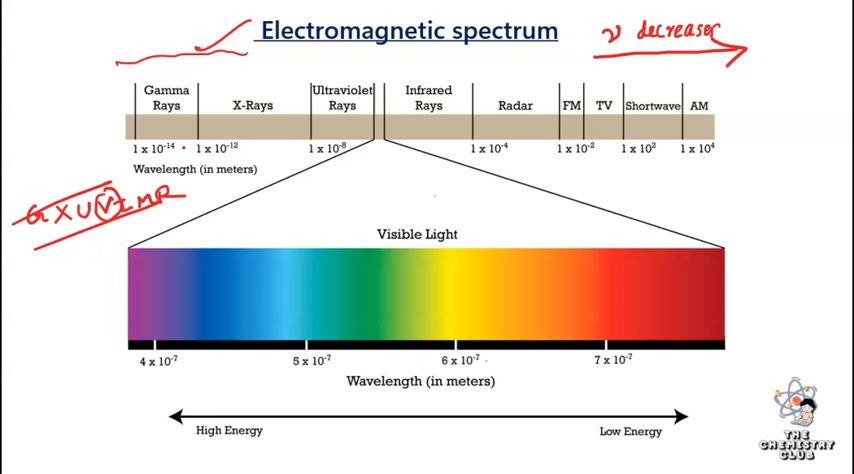 Electromagnetic spectrum
ν decreases
Gamma Rays
X-Rays
Ultraviolet Rays
Infrared Rays
Radar
FM
TV
Shortwave
AM
1 x 10-14
1 x 10-12
1 x 10-8
1 x 10-4
1 x 10-2
1 x 102
1 x 104
Wavelength (in meters)
G X U V I M R
Visible Light
4 x 10-7
5 x 10-7
6 x 10-7
7 x 10-7
Wavelength (in meters)
High Energy
Low Energy
THE
CHEMISTRY
CLUB